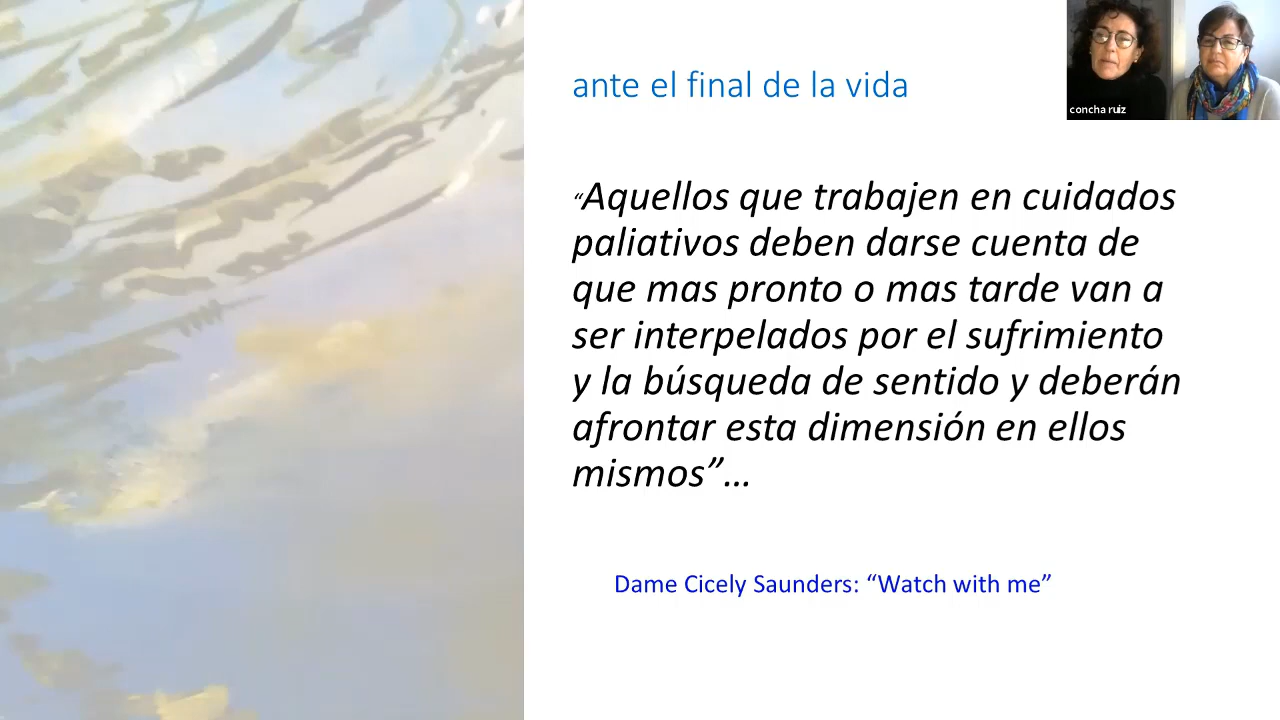 concha ruiz
ante el final de la vida
“Aquellos que trabajen en cuidados
paliativos deben darse cuenta de
que mas pronto o mas tarde van a
ser interpelados por el sufrimiento
y la búsqueda de sentido y deberán
afrontar esta dimensión en ellos
mismos”…
Dame Cicely Saunders: “Watch with me”